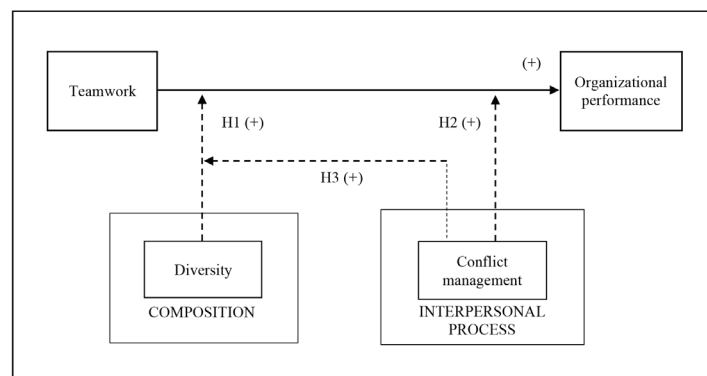 (+)
Teamwork
Organizational
performance
H1 (+)
H2 (+)
H3 (+)
Diversity
Conflict
management
COMPOSITION
INTERPERSONAL
PROCESS